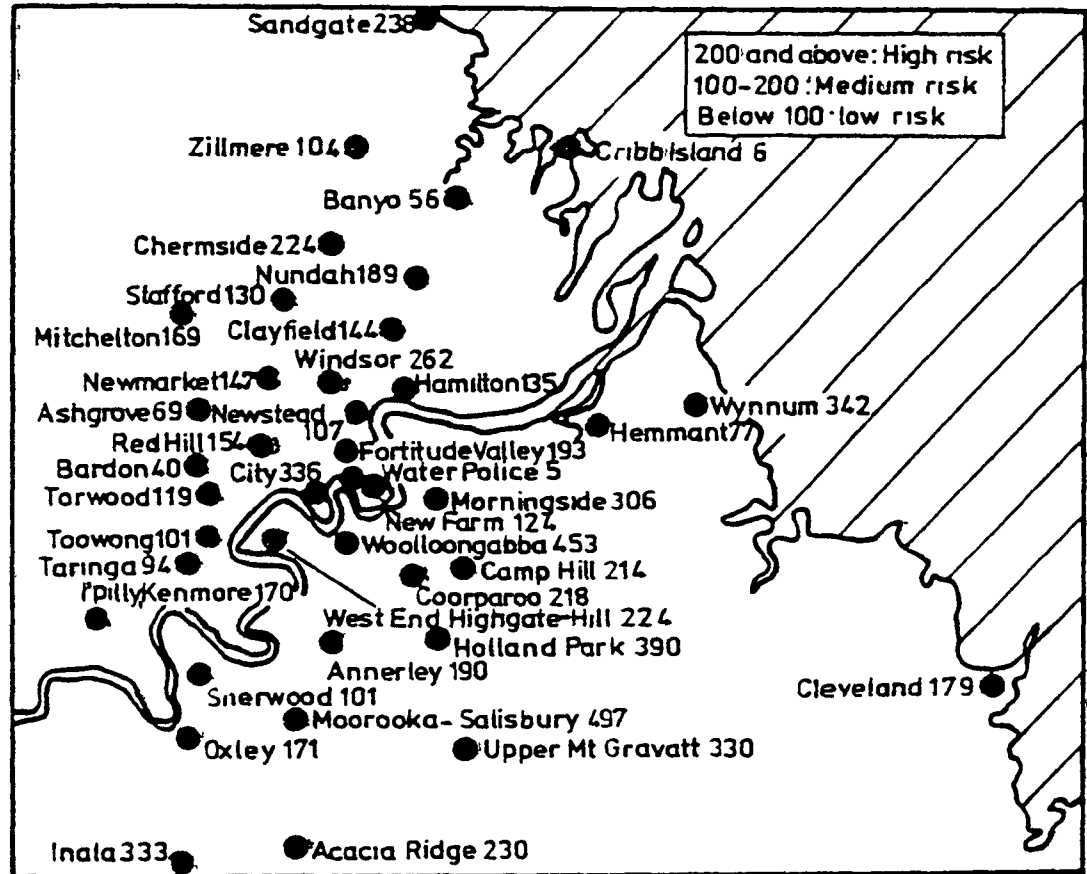 Sandgate 238
200 and above: High risk
100-200: Medium risk
Below 100 low risk
Zillmere 104
Cribb Island 6
Banyo 56
Chermside 224
Nundah 189
Stafford 130
Mitchelton 169
Clayfield 144
Windsor 262
Newmarket 147
Hamilton 135
Ashgrove 69
Newstead
107
Wynnum 342
Hemmant 77
Red Hill 154
Fortitude Valley 193
Bardon 40
City 336
Water Police 5
Torwood 119
Morningside 306
New Farm 124
Toowong 101
Woolloongabba 453
Taringa 94
Camp Hill 214
Coorparoo 218
I'pilly, Kenmore 170
West End Highgate-Hill 224
Holland Park 390
Annerley 190
Sherwood 101
Cleveland 179
Moorooka-Salisbury 497
Oxley 171
Upper Mt Gravatt 330
Inala 333
Acacia Ridge 230